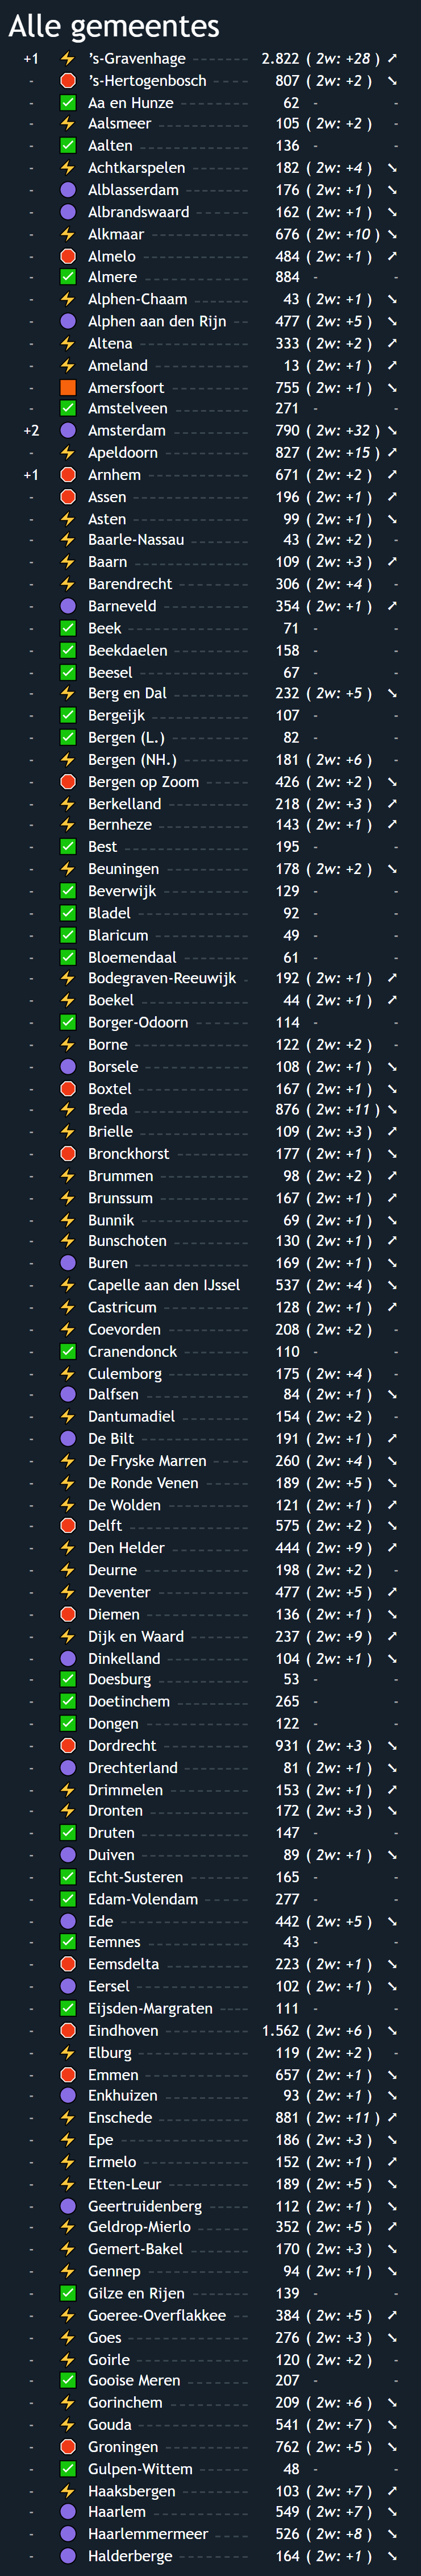 Alle gemeentes
+1 ’s-Gravenhage 2.822 ( 2w: +28 )
- ’s-Hertogenbosch 807 ( 2w: +2 )
- Aa en Hunze 62 - -
- Aalsmeer 105 ( 2w: +2 ) -
- Aalten 136 - -
- Achtkarspelen 182 ( 2w: +4 )
- Alblasserdam 176 ( 2w: +1 )
- Albrandswaard 162 ( 2w: +1 )
- Alkmaar 676 ( 2w: +10 )
- Almelo 484 ( 2w: +1 )
- Almere 884 - -
- Alphen-Chaam 43 ( 2w: +1 )
- Alphen aan den Rijn 477 ( 2w: +5 )
- Altena 333 ( 2w: +2 )
- Ameland 13 ( 2w: +1 )
- Amersfoort 755 ( 2w: +1 )
- Amstelveen 271 - -
+2 Amsterdam 790 ( 2w: +32 )
- Apeldoorn 827 ( 2w: +15 )
+1 Arnhem 671 ( 2w: +2 )
- Assen 196 ( 2w: +1 )
- Asten 99 ( 2w: +1 )
- Baarle-Nassau 43 ( 2w: +2 ) -
- Baarn 109 ( 2w: +3 )
- Barendrecht 306 ( 2w: +4 ) -
- Barneveld 354 ( 2w: +1 )
- Beek 71 - -
- Beekdaelen 158 - -
- Beesel 67 - -
- Berg en Dal 232 ( 2w: +5 )
- Bergeijk 107 - -
- Bergen (L.) 82 - -
- Bergen (NH.) 181 ( 2w: +6 ) -
- Bergen op Zoom 426 ( 2w: +2 )
- Berkelland 218 ( 2w: +3 )
- Bernheze 143 ( 2w: +1 )
- Best 195 - -
- Beuningen 178 ( 2w: +2 )
- Beverwijk 129 - -
- Bladel 92 - -
- Blaricum 49 - -
- Bloemendaal 61 - -
- Bodegraven-Reeuwijk 192 ( 2w: +1 )
- Boekel 44 ( 2w: +1 )
- Borger-Odoorn 114 - -
- Borne 122 ( 2w: +2 ) -
- Borsele 108 ( 2w: +1 )
- Boxtel 167 ( 2w: +1 )
- Breda 876 ( 2w: +11 )
- Brielle 109 ( 2w: +3 )
- Bronckhorst 177 ( 2w: +1 )
- Brummen 98 ( 2w: +2 )
- Brunssum 167 ( 2w: +1 )
- Bunnik 69 ( 2w: +1 )
- Bunschoten 130 ( 2w: +1 )
- Buren 169 ( 2w: +1 )
- Capelle aan den IJssel 537 ( 2w: +4 )
- Castricum 128 ( 2w: +1 )
- Coevorden 208 ( 2w: +2 ) -
- Cranendonck 110 - -
- Culemborg 175 ( 2w: +4 ) -
- Dalfsen 84 ( 2w: +1 )
- Dantumadiel 154 ( 2w: +2 ) -
- De Bilt 191 ( 2w: +1 )
- De Fryske Marren 260 ( 2w: +4 )
- De Ronde Venen 189 ( 2w: +5 )
- De Wolden 121 ( 2w: +1 )
- Delft 575 ( 2w: +2 )
- Den Helder 444 ( 2w: +9 )
- Deurne 198 ( 2w: +2 ) -
- Deventer 477 ( 2w: +5 )
- Diemen 136 ( 2w: +1 )
- Dijk en Waard 237 ( 2w: +9 )
- Dinkelland 104 ( 2w: +1 )
- Doesburg 53 - -
- Doetinchem 265 - -
- Dongen 122 - -
- Dordrecht 931 ( 2w: +3 )
- Drechterland 81 ( 2w: +1 )
- Drimmelen 153 ( 2w: +1 )
- Dronten 172 ( 2w: +3 )
- Druten 147 - -
- Duiven 89 ( 2w: +1 )
- Echt-Susteren 165 - -
- Edam-Volendam 277 - -
- Ede 442 ( 2w: +5 )
- Eemnes 43 - -
- Eemsdelta 223 ( 2w: +1 )
- Eersel 102 ( 2w: +1 )
- Eijsden-Margraten 111 - -
- Eindhoven 1.562 ( 2w: +6 )
- Elburg 119 ( 2w: +2 ) -
- Emmen 657 ( 2w: +1 )
- Enkhuizen 93 ( 2w: +1 )
- Enschede 881 ( 2w: +11 )
- Epe 186 ( 2w: +3 )
- Ermelo 152 ( 2w: +1 )
- Etten-Leur 189 ( 2w: +5 )
- Geertruidenberg 112 ( 2w: +1 )
- Geldrop-Mierlo 352 ( 2w: +5 )
- Gemert-Bakel 170 ( 2w: +3 )
- Gennep 94 ( 2w: +1 )
- Gilze en Rijen 139 - -
- Goeree-Overflakkee 384 ( 2w: +5 )
- Goes 276 ( 2w: +3 )
- Goirle 120 ( 2w: +2 ) -
- Gooise Meren 207 - -
- Gorinchem 209 ( 2w: +6 )
- Gouda 541 ( 2w: +7 )
- Groningen 762 ( 2w: +5 )
- Gulpen-Wittem 48 - -
- Haaksbergen 103 ( 2w: +7 )
- Haarlem 549 ( 2w: +7 )
- Haarlemmermeer 526 ( 2w: +8 )
- Halderberge 164 ( 2w: +1 )